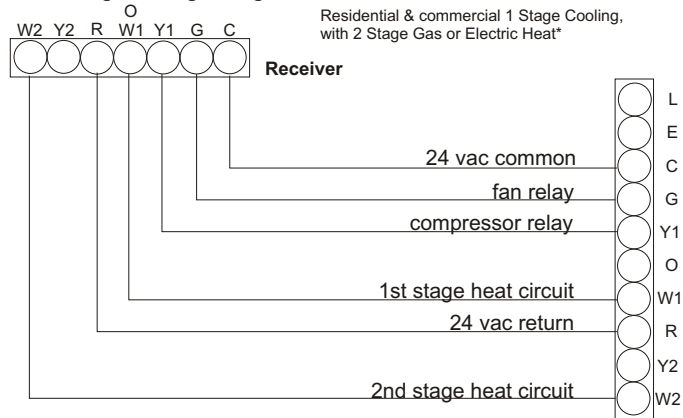 Residential & commercial 1 Stage Cooling,
with 2 Stage Gas or Electric Heat*
O
W2 Y2 R W1 Y1 G C
Receiver
L
E
24 vac common C
fan relay G
compressor relay Y1
O
1st stage heat circuit W1
24 vac return R
Y2
2nd stage heat circuit W2